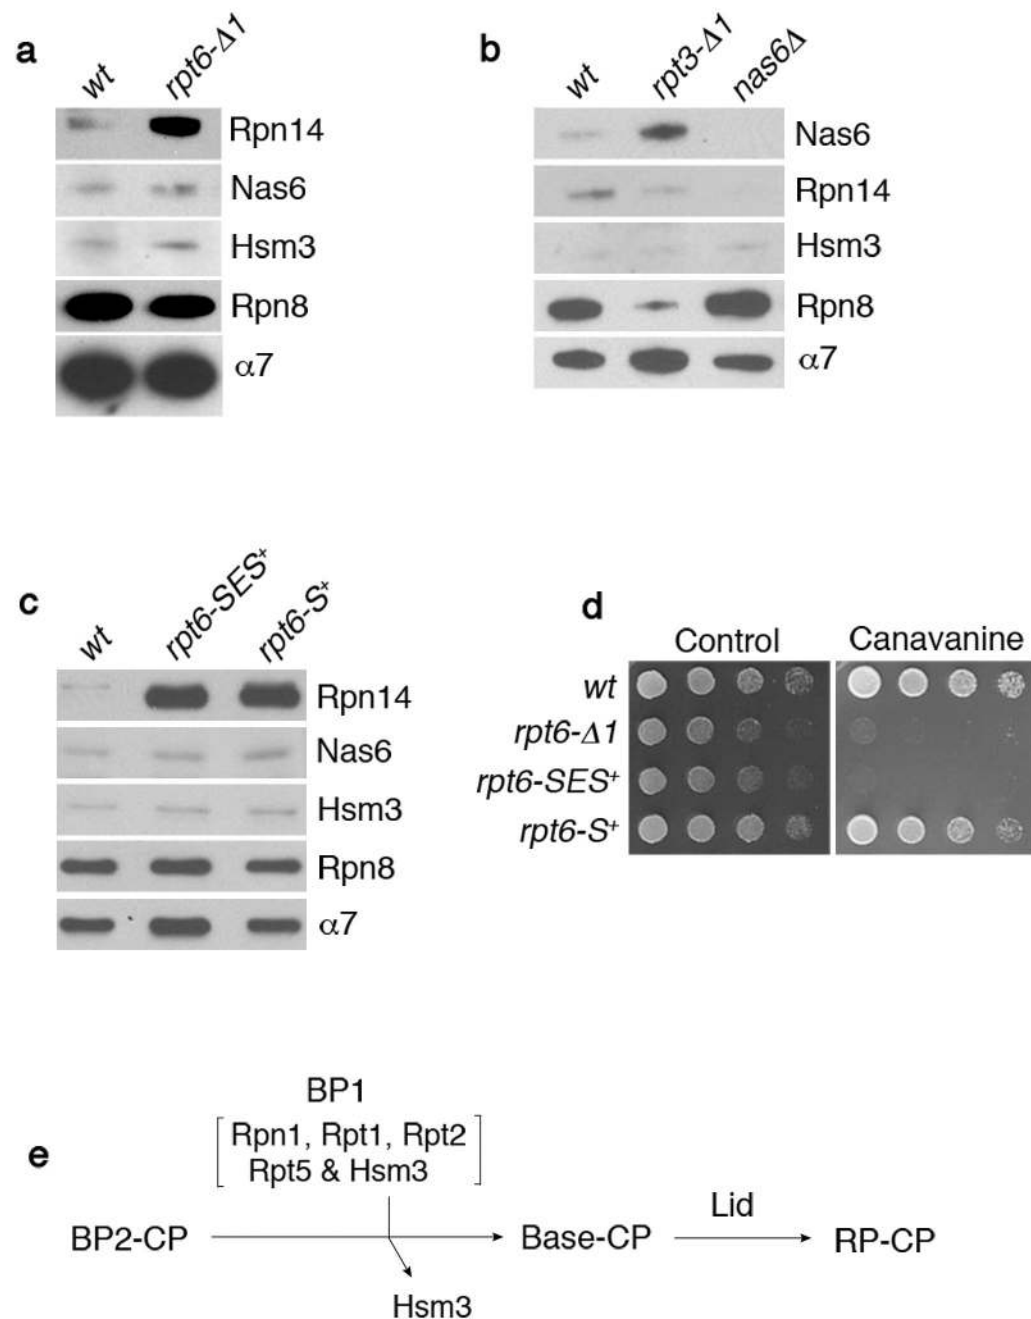 a
wt rpt6-Δ1
Rpn14
Nas6
Hsm3
Rpn8
α7
b
wt rpt3-Δ1 nas6Δ
Nas6
Rpn14
Hsm3
Rpn8
α7
c
wt rpt6-SES⁺ rpt6-S⁺
Rpn14
Nas6
Hsm3
Rpn8
α7
d
Control Canavanine
wt
rpt6-Δ1
rpt6-SES⁺
rpt6-S⁺
e
BP1
Rpn1, Rpt1, Rpt2
Rpt5 & Hsm3
BP2-CP Base-CP Lid RP-CP
Hsm3